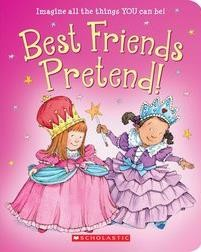 Imagine all the things YOU can be!
Best Friends
Pretend!
SCHOLASTIC